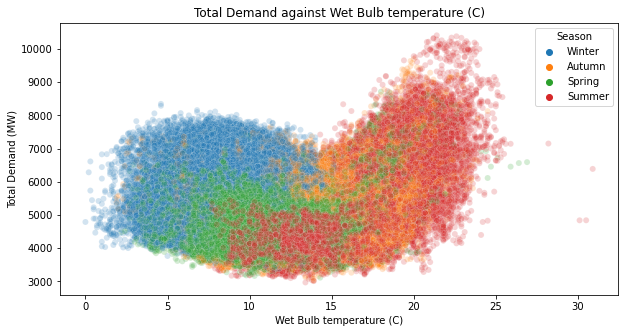 Total Demand against Wet Bulb temperature (C)
Total Demand (MW)
10000
9000
8000
7000
6000
5000
4000
3000
Season
Winter
Autumn
Spring
Summer
0
5
10
15
20
25
30
Wet Bulb temperature (C)